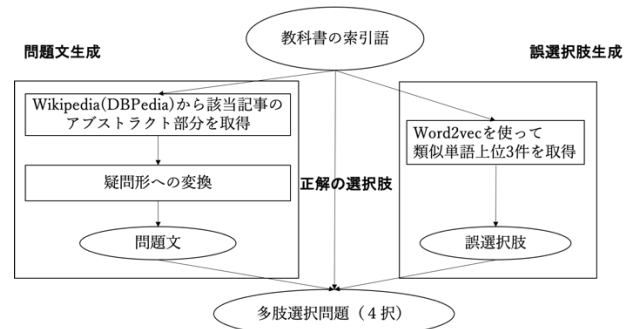 教科書の索引語
問題文生成
誤選択肢生成
Wikipedia(DBPedia)から該当記事の
アブストラクト部分を取得
Word2vecを使って
類似単語上位3件を取得
疑問形への変換
正解の選択肢
問題文
誤選択肢
多肢選択問題（４択）